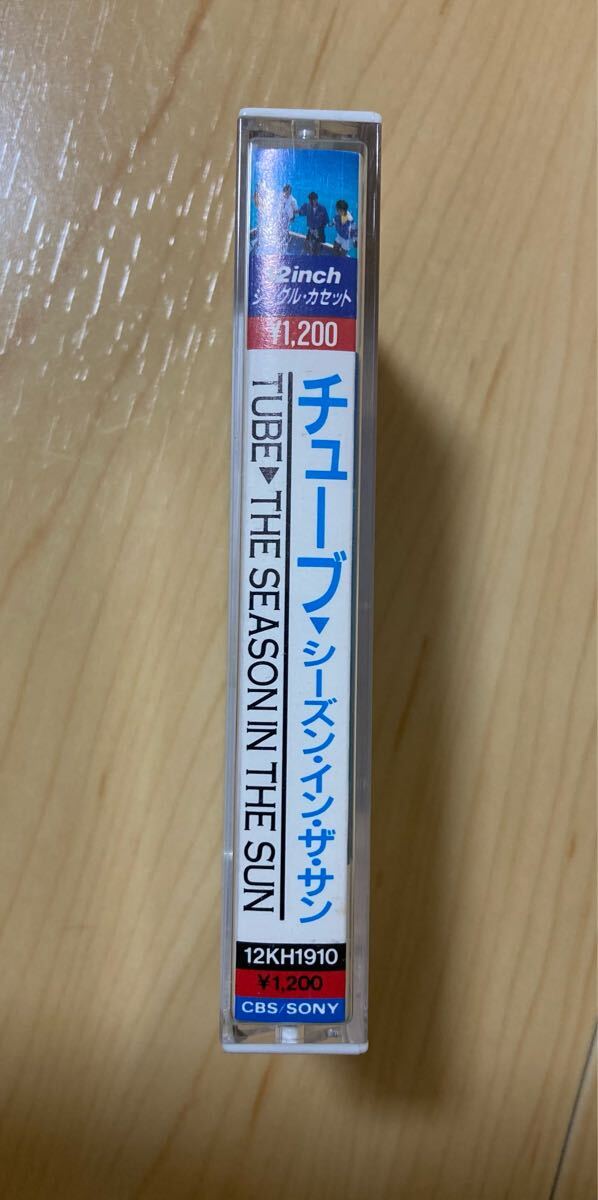 12inch
シングル・カセット
¥1,200
チューブ▶シーズン・イン・ザ・サン
TUBE▶THE SEASON IN THE SUN
12KH1910
¥1,200
CBS/SONY